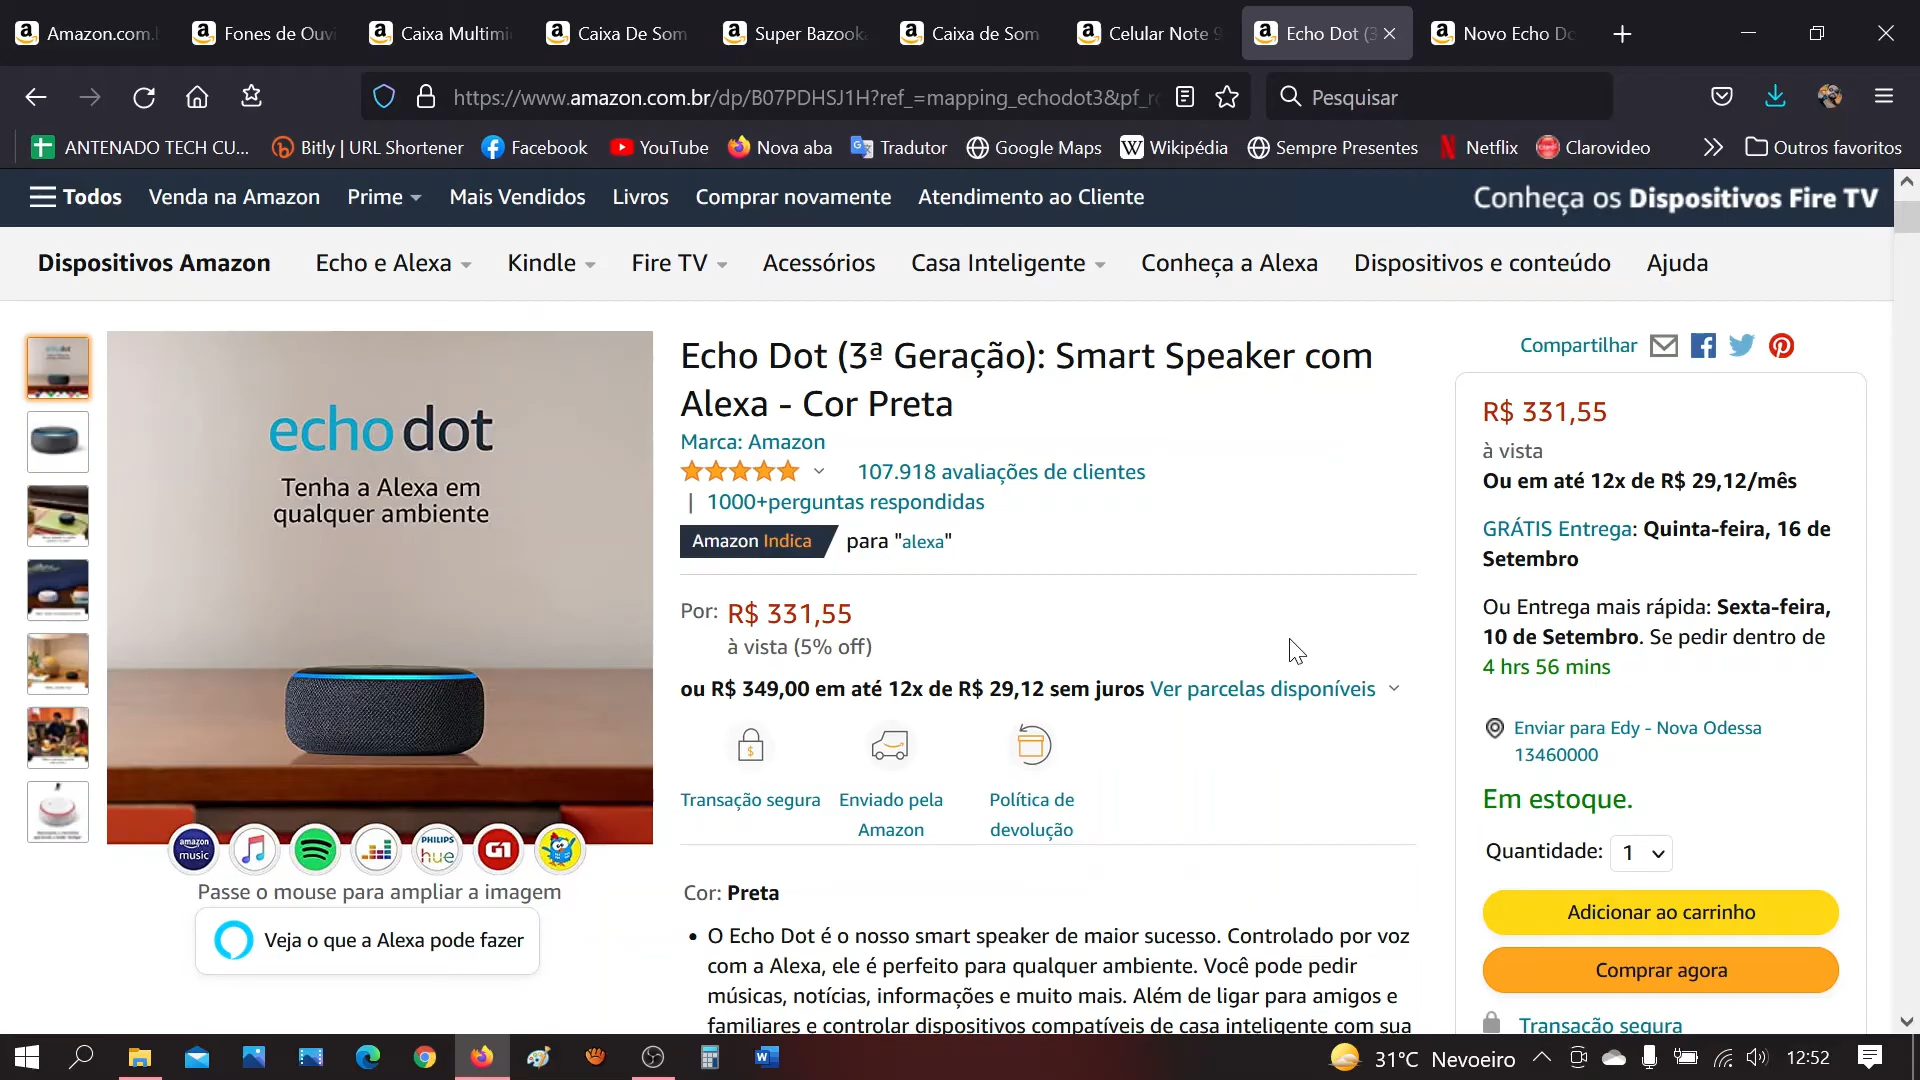 Amazon.com.b
Fones de Ouvi
Caixa Multimi
Caixa De Som
Super Bazook
Caixa de Som
Celular Note 9
Echo Dot (3
Novo Echo Do
https://www.amazon.com.br/dp/B07PDHSJ1H?ref_=mapping_echodot3&pf_r
Pesquisar
ANTENADO TECH CU...
Bitly | URL Shortener
Facebook
YouTube
Nova aba
Tradutor
Google Maps
Wikipédia
Sempre Presentes
Netflix
Clarovideo
Outros favoritos
Todos
Venda na Amazon
Prime
Mais Vendidos
Livros
Comprar novamente
Atendimento ao Cliente
Conheça os Dispositivos Fire TV
Dispositivos Amazon
Echo e Alexa
Kindle
Fire TV
Acessórios
Casa Inteligente
Conheça a Alexa
Dispositivos e conteúdo
Ajuda
echo dot
Tenha a Alexa em
qualquer ambiente
amazon
music
PHILIPS
hue
G1
Passe o mouse para ampliar a imagem
Veja o que a Alexa pode fazer
Echo Dot (3ª Geração): Smart Speaker com
Alexa - Cor Preta
Marca: Amazon
107.918 avaliações de clientes
| 1000+perguntas respondidas
Amazon Indica para "alexa"
Por: R$ 331,55
à vista (5% off)
ou R$ 349,00 em até 12x de R$ 29,12 sem juros Ver parcelas disponíveis
Transação segura
Enviado pela
Amazon
Política de
devolução
Cor: Preta
• O Echo Dot é o nosso smart speaker de maior sucesso. Controlado por voz
com a Alexa, ele é perfeito para qualquer ambiente. Você pode pedir
músicas, notícias, informações e muito mais. Além de ligar para amigos e
familiares e controlar dispositivos compatíveis de casa inteligente com sua
Compartilhar
R$ 331,55
à vista
Ou em até 12x de R$ 29,12/mês
GRÁTIS Entrega: Quinta-feira, 16 de
Setembro
Ou Entrega mais rápida: Sexta-feira,
10 de Setembro. Se pedir dentro de
4 hrs 56 mins
Enviar para Edy - Nova Odessa
13460000
Em estoque.
Quantidade: 1
Adicionar ao carrinho
Comprar agora
Transação segura
31°C Nevoeiro
12:52